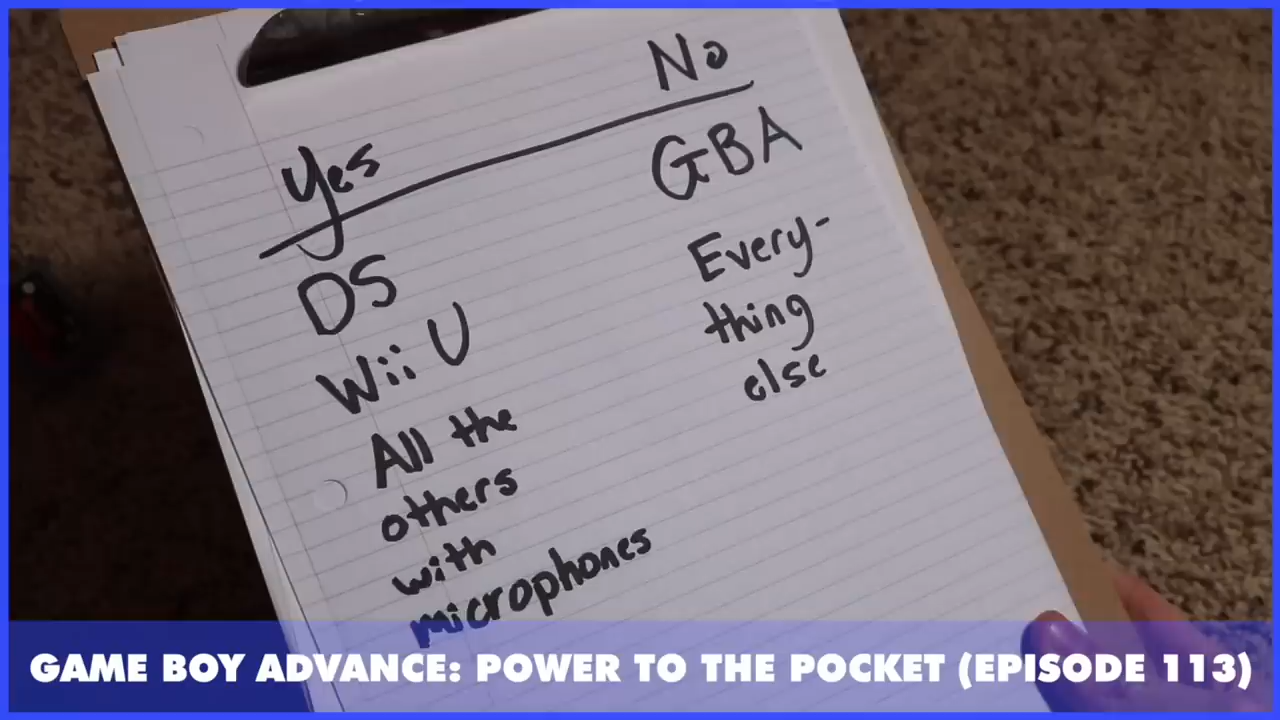 No
Yes
GBA
Every-
thing
else
DS
Wii U
All the
others
with
microphones
GAME BOY ADVANCE: POWER TO THE POCKET (EPISODE 113)